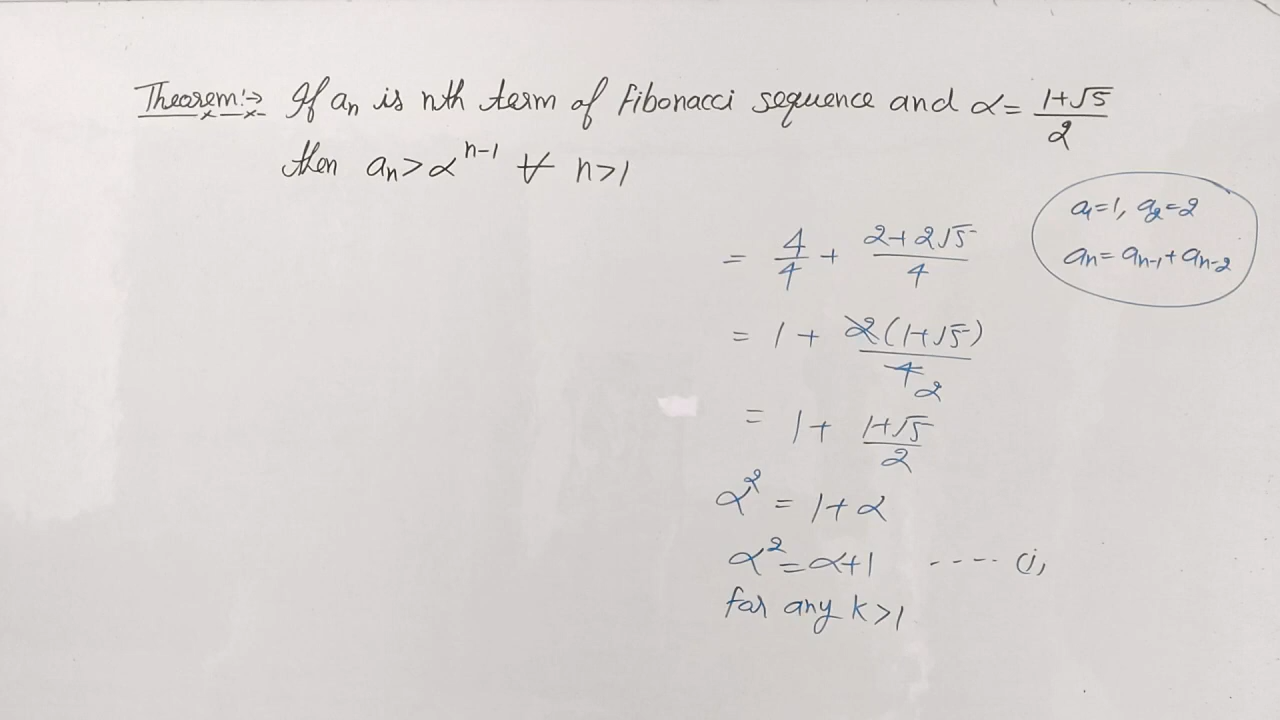 Theorem:→ If aₙ is nth term of Fibonacci sequence and α = (1+√5)/2
then aₙ > αⁿ⁻¹ ∀ n>1
a₁=1, a₂=2
aₙ = aₙ₋₁ + aₙ₋₂
= 4/4 + (2+2√5)/4
= 1 + 2(1+√5)/4 2
= 1 + (1+√5)/2
α² = 1+α
α² = α+1 ---- (i)
for any k>1